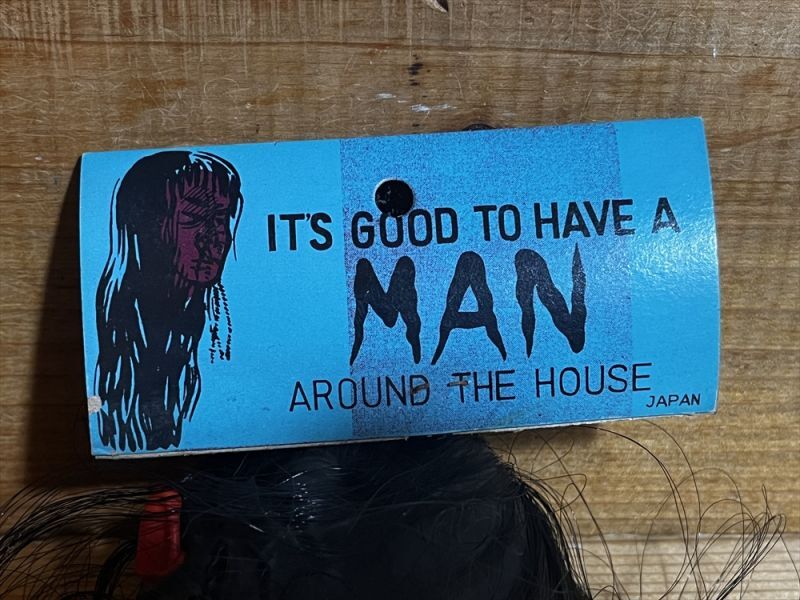 IT'S GOOD TO HAVE A
MAN
AROUND THE HOUSE
JAPAN